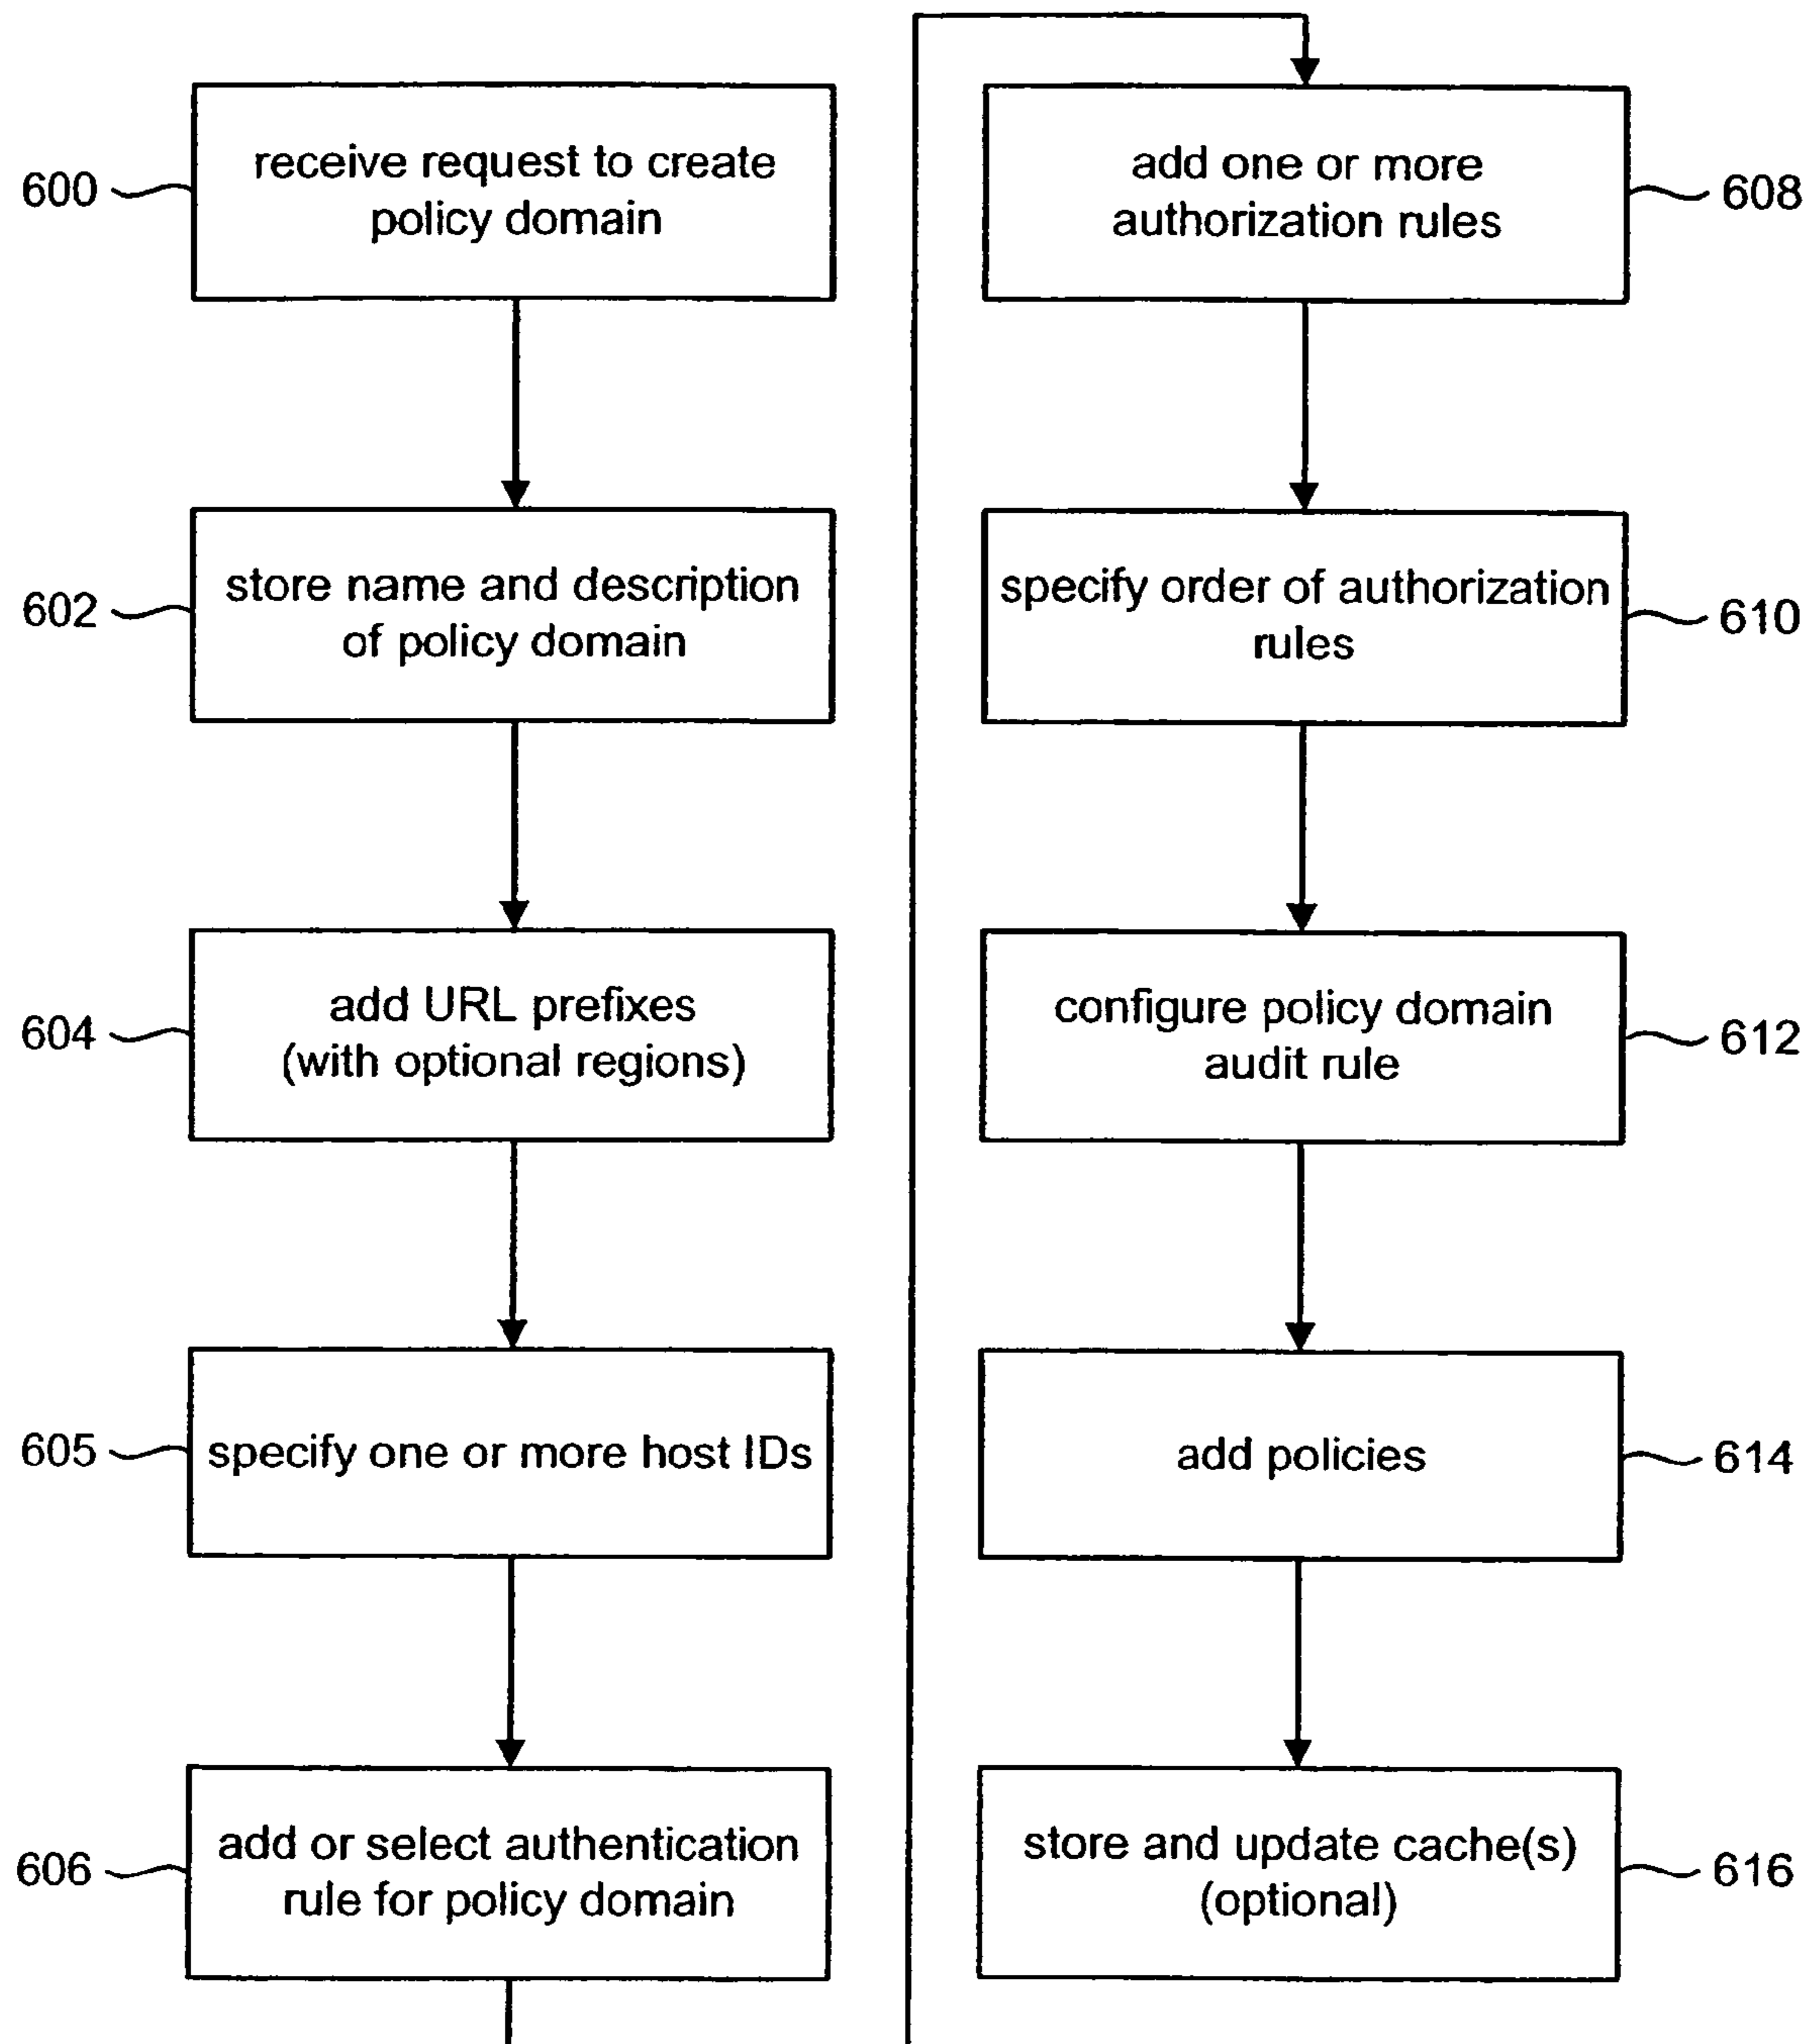 600
receive request to create
policy domain
602
store name and description
of policy domain
604
add URL prefixes
(with optional regions)
605
specify one or more host IDs
606
add or select authentication
rule for policy domain
add one or more
authorization rules
608
specify order of authorization
rules
610
configure policy domain
audit rule
612
add policies
614
store and update cache(s)
(optional)
616